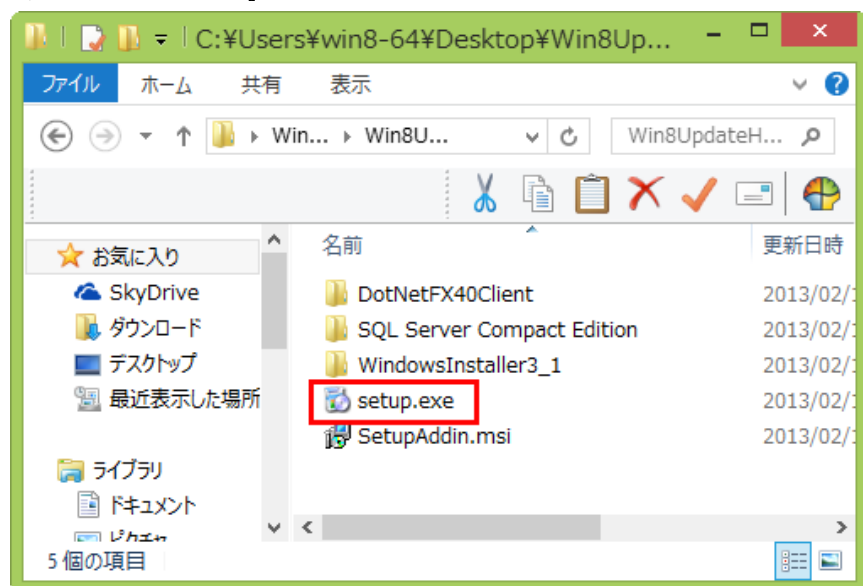 C:¥Users¥win8-64¥Desktop¥Win8Up...
ファイル ホーム 共有 表示
Win... Win8U... Win8UpdateH...
お気に入り
SkyDrive
ダウンロード
デスクトップ
最近表示した場所
ライブラリ
ドキュメント
ピクチャ
名前 更新日時
DotNetFX40Client 2013/02/1
SQL Server Compact Edition 2013/02/1
WindowsInstaller3_1 2013/02/1
setup.exe 2013/02/1
SetupAddin.msi 2013/02/1
5 個の項目